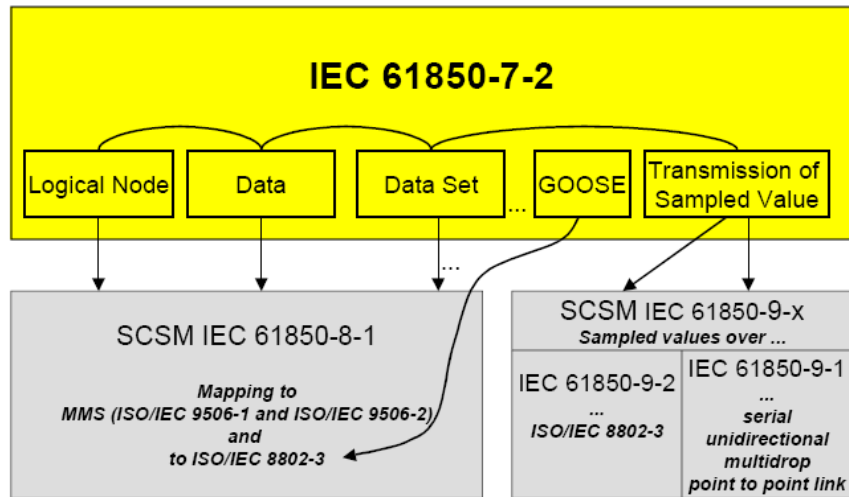 IEC 61850-7-2
Logical Node
Data
Data Set
...
GOOSE
Transmission of
Sampled Value
...
SCSM IEC 61850-8-1
Mapping to
MMS (ISO/IEC 9506-1 and ISO/IEC 9506-2)
and
to ISO/IEC 8802-3
SCSM IEC 61850-9-x
Sampled values over ...
IEC 61850-9-2
...
ISO/IEC 8802-3
IEC 61850-9-1
...
serial
unidirectional
multidrop
point to point link